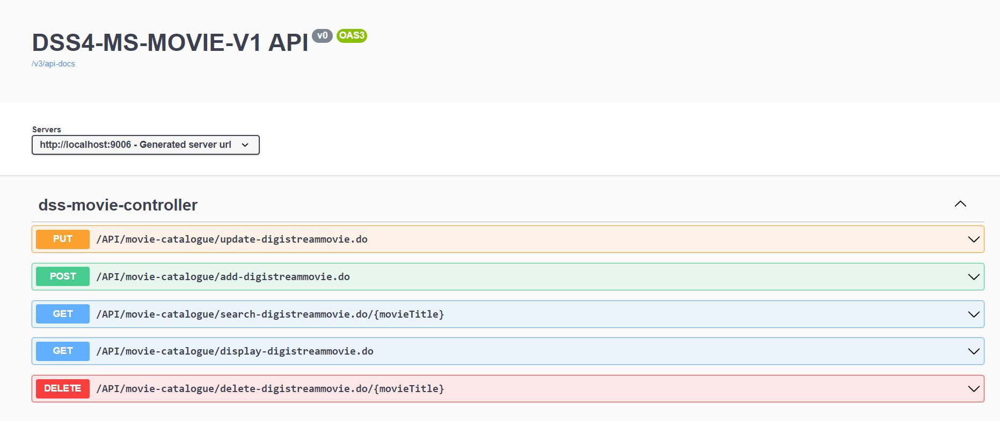 DSS4-MS-MOVIE-V1 API v0 OAS3
/v3/api-docs
Servers
http://localhost:9006 - Generated server url
dss-movie-controller
PUT /API/movie-catalogue/update-digistreammovie.do
POST /API/movie-catalogue/add-digistreammovie.do
GET /API/movie-catalogue/search-digistreammovie.do/{movieTitle}
GET /API/movie-catalogue/display-digistreammovie.do
DELETE /API/movie-catalogue/delete-digistreammovie.do/{movieTitle}